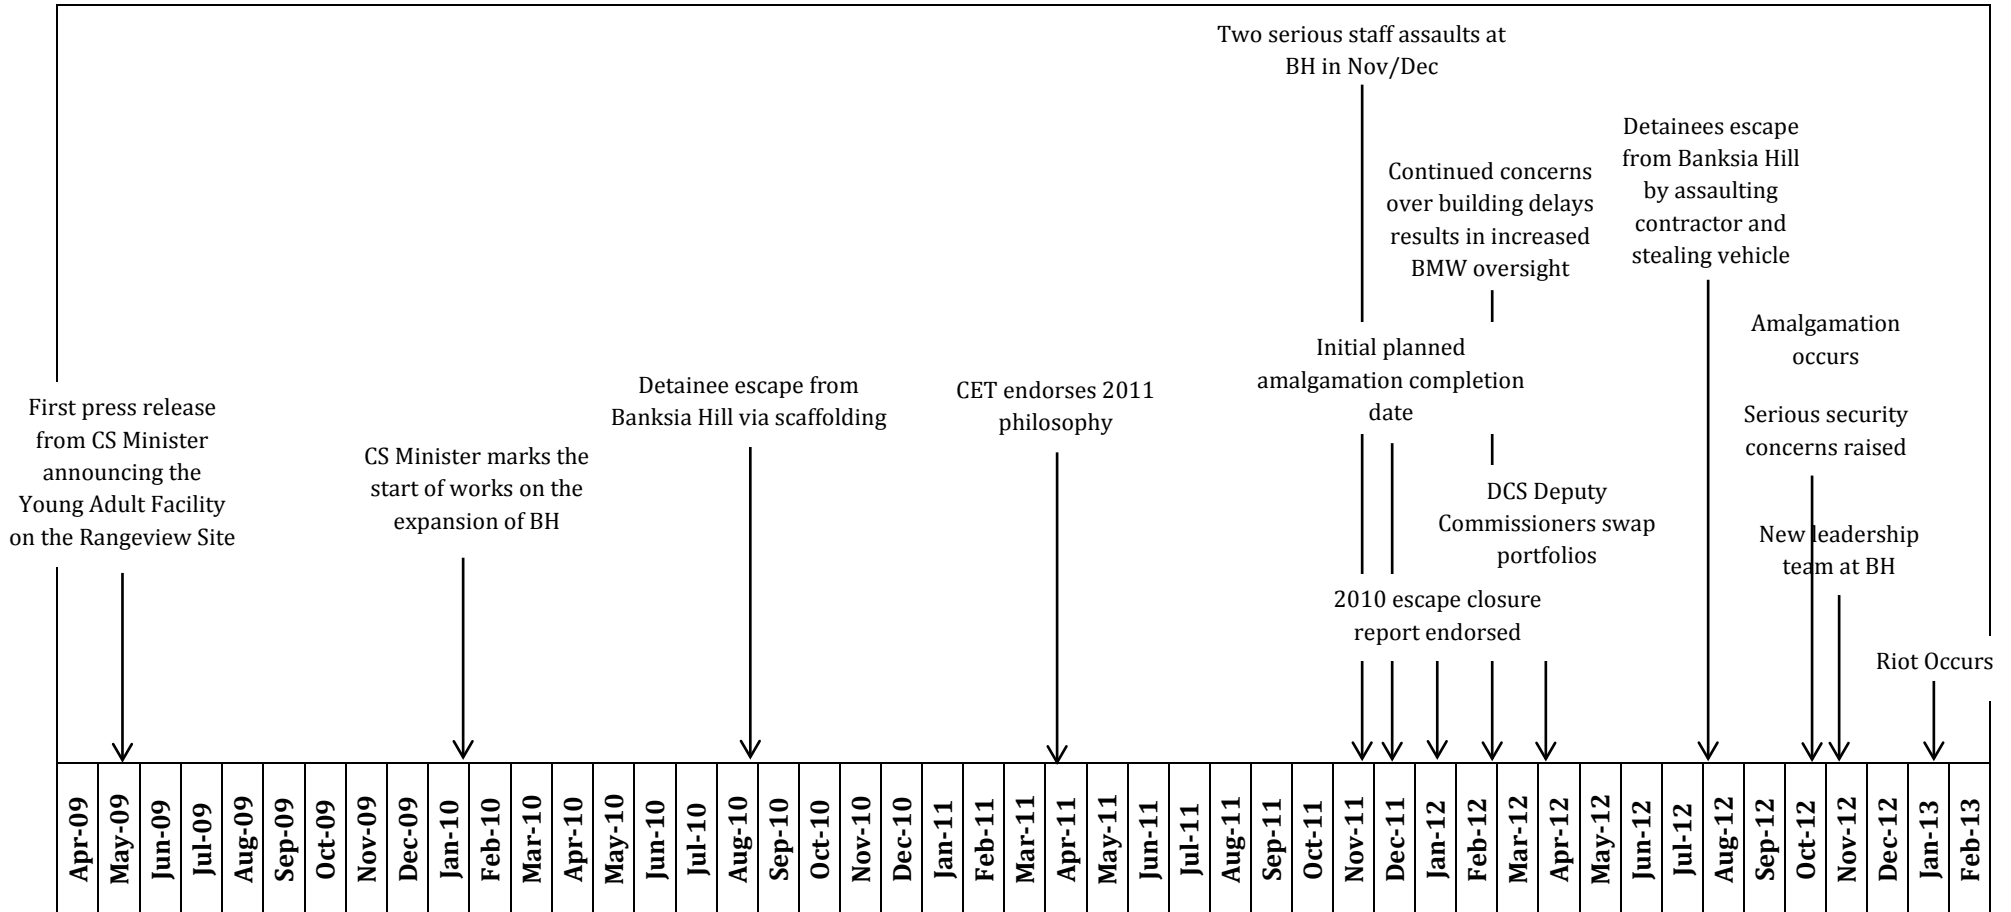 Two serious staff assaults at
BH in Nov/Dec
Detainees escape
from Banksia Hill
by assaulting
contractor and
stealing vehicle
Continued concerns
over building delays
results in increased
BMW oversight
Amalgamation
occurs
Initial planned
amalgamation completion
date
Detainee escape from
Banksia Hill via scaffolding
CET endorses 2011
philosophy
First press release
from CS Minister
announcing the
Young Adult Facility
on the Rangeview Site
Serious security
concerns raised
CS Minister marks the
start of works on the
expansion of BH
DCS Deputy
Commissioners swap
portfolios
New leadership
team at BH
2010 escape closure
report endorsed
Riot Occurs
Apr-09
May-09
Jun-09
Jul-09
Aug-09
Sep-09
Oct-09
Nov-09
Dec-09
Jan-10
Feb-10
Mar-10
Apr-10
May-10
Jun-10
Jul-10
Aug-10
Sep-10
Oct-10
Nov-10
Dec-10
Jan-11
Feb-11
Mar-11
Apr-11
May-11
Jun-11
Jul-11
Aug-11
Sep-11
Oct-11
Nov-11
Dec-11
Jan-12
Feb-12
Mar-12
Apr-12
May-12
Jun-12
Jul-12
Aug-12
Sep-12
Oct-12
Nov-12
Dec-12
Jan-13
Feb-13